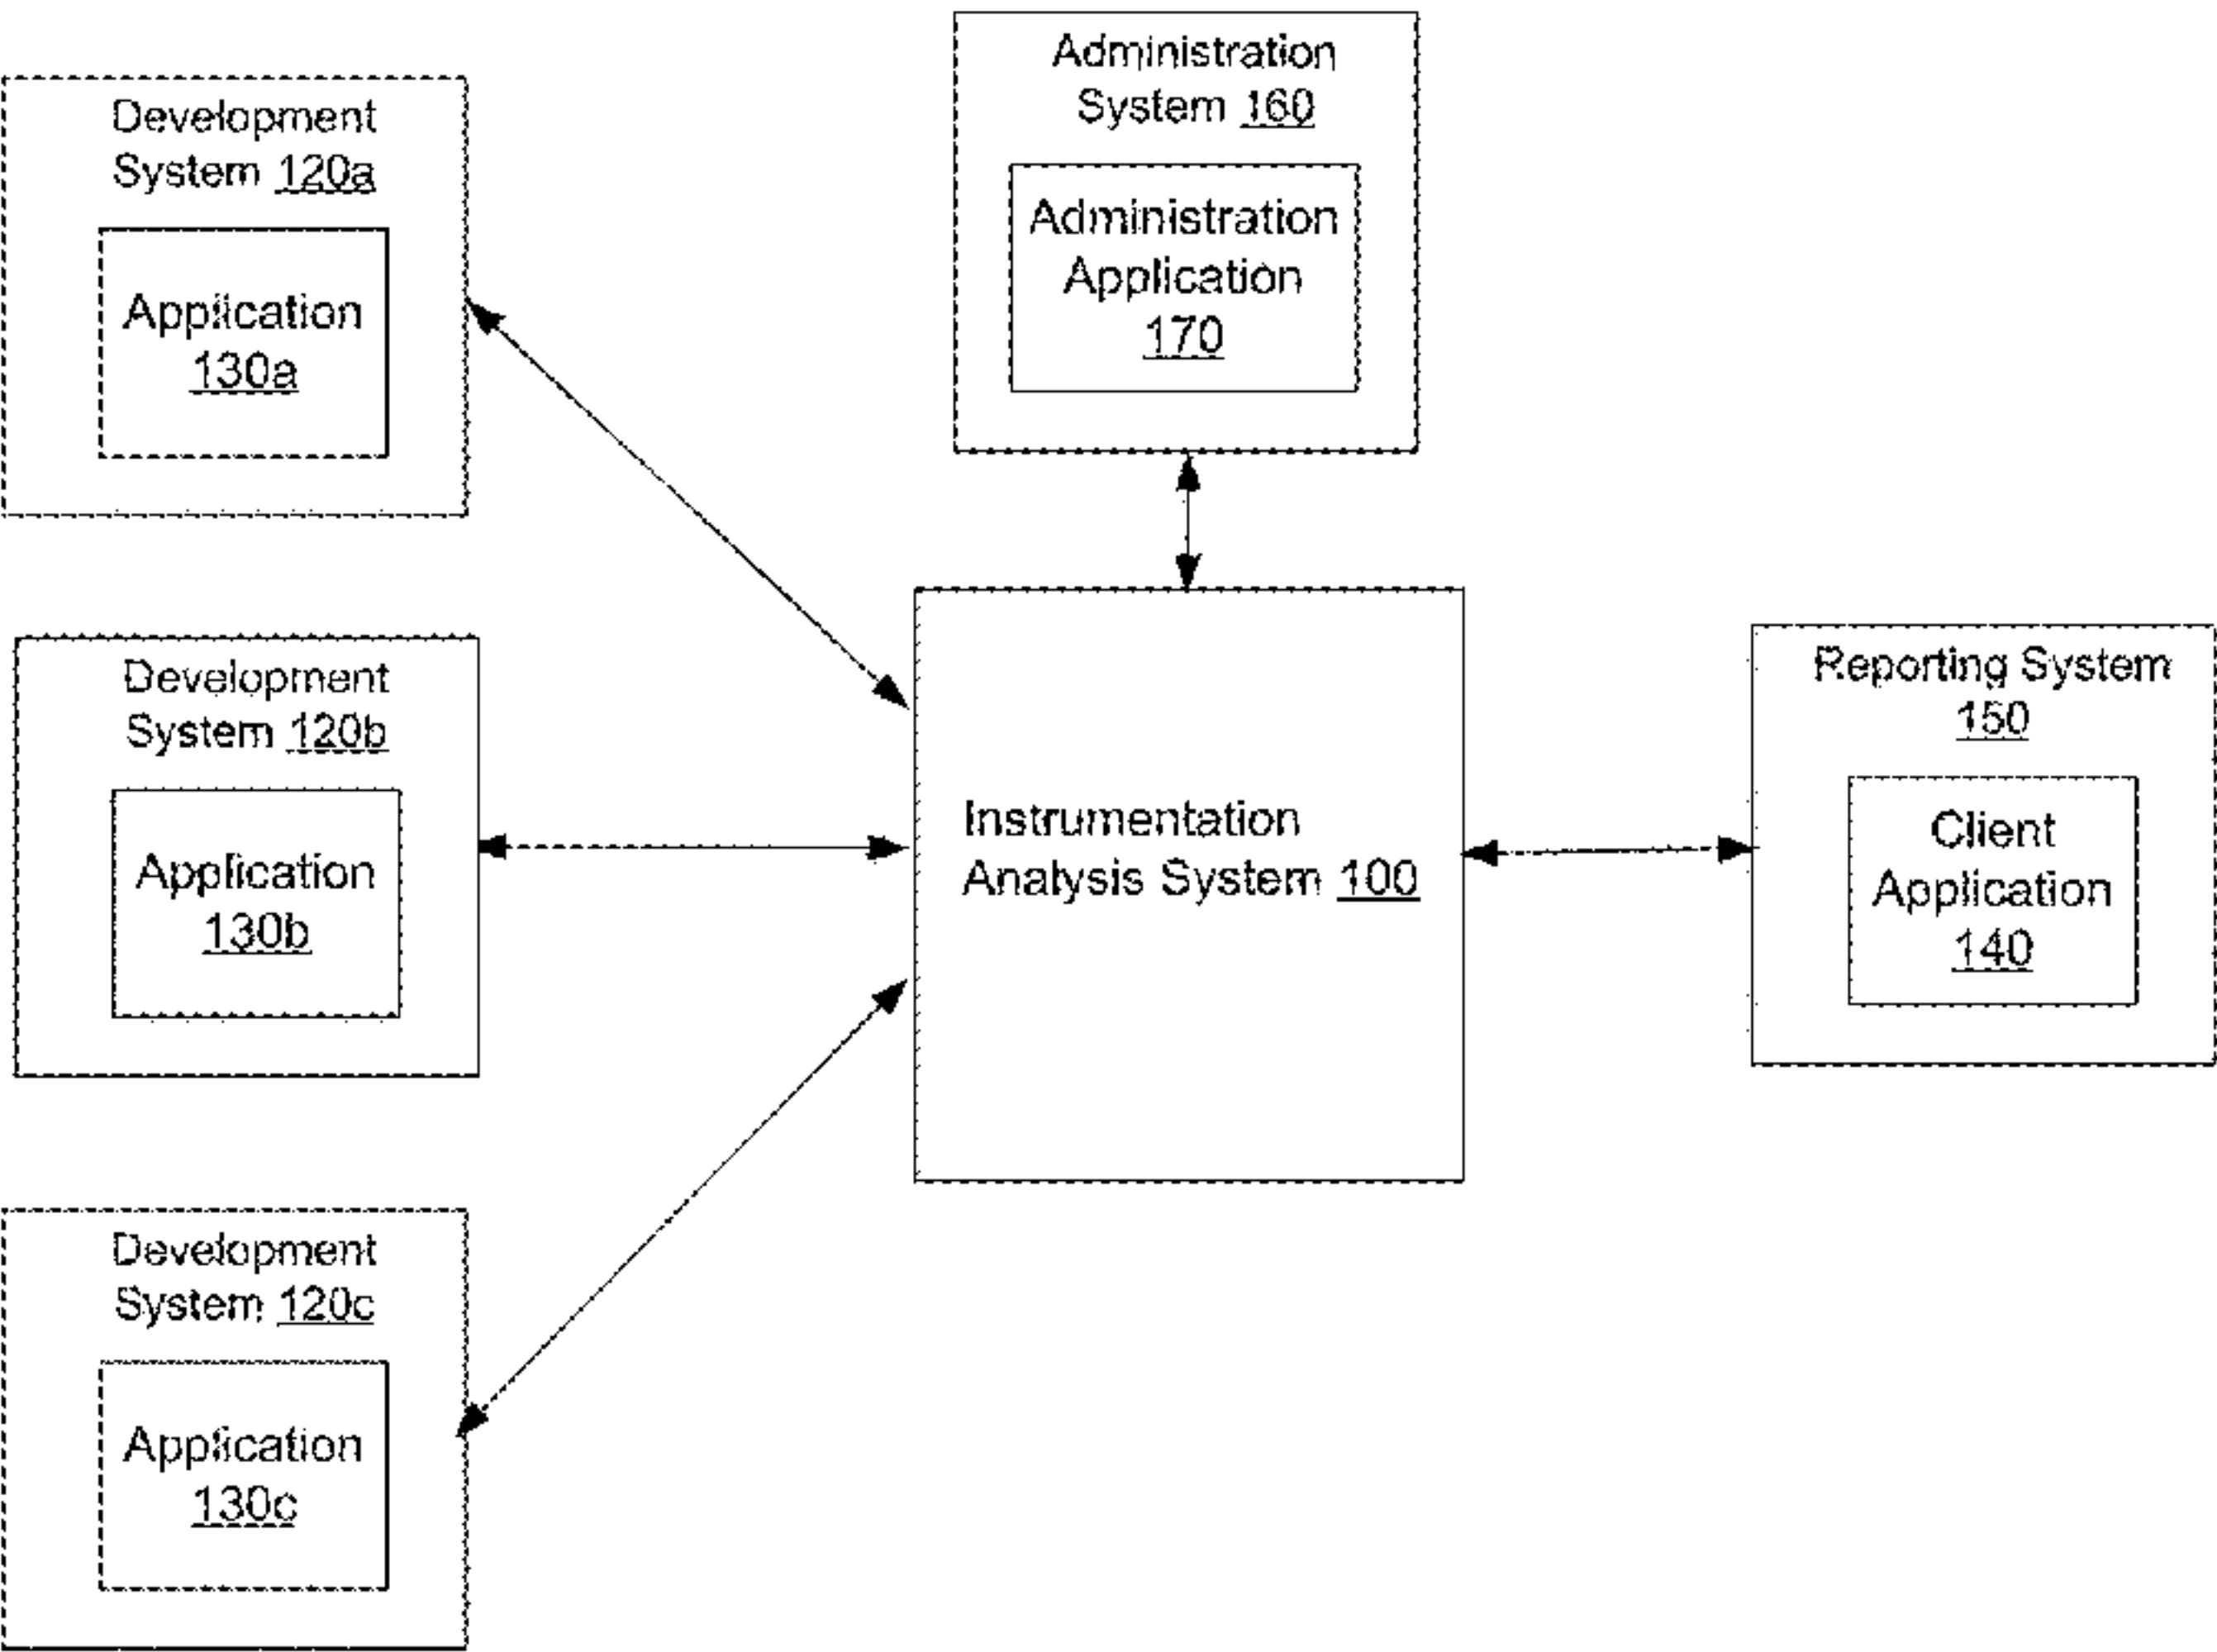 Development
System 120a
Application
130a
Administration
System 160
Administration
Application
170
Development
System 120b
Application
130b
Instrumentation
Analysis System 100
Reporting System
150
Client
Application
140
Development
System 120c
Application
130c